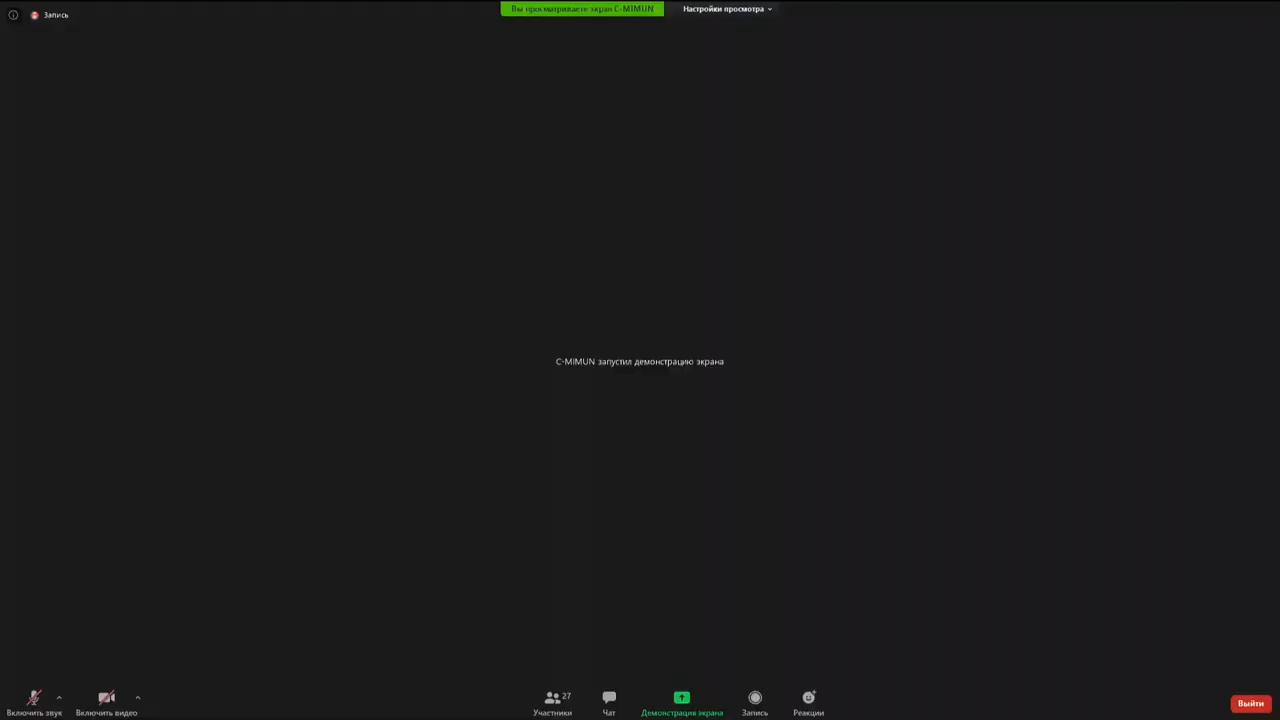 Запись
Вы просматриваете экран C-MIMUN
Настройки просмотра
C-MIMUN запустил демонстрацию экрана
Включить звук
Включить видео
27
Участники
Чат
Демонстрация экрана
Запись
Реакции
Выйти